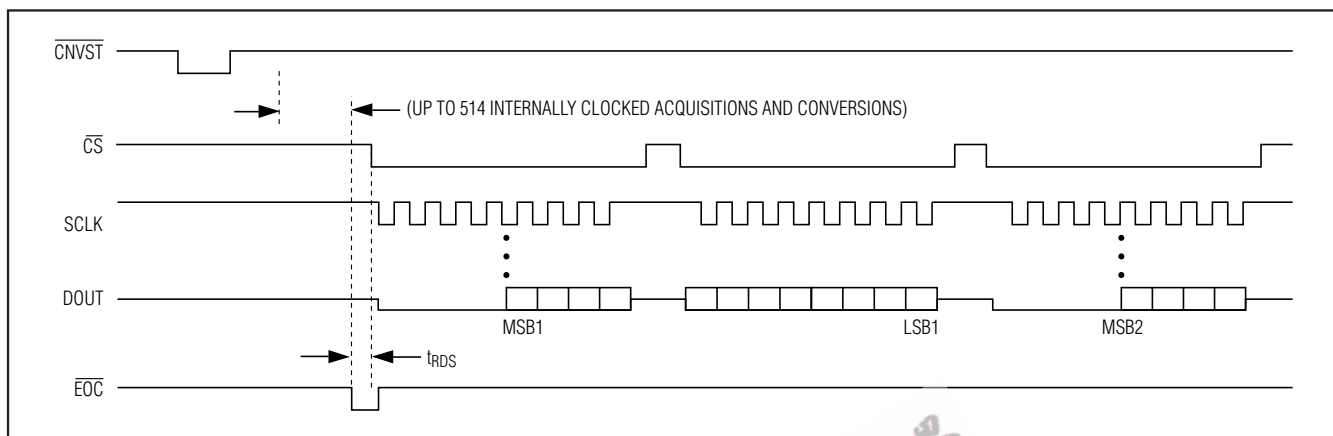 CNVST
(UP TO 514 INTERNALLY CLOCKED ACQUISITIONS AND CONVERSIONS)
CS
SCLK
DOUT
MSB1
LSB1
MSB2
tRDS
EOC